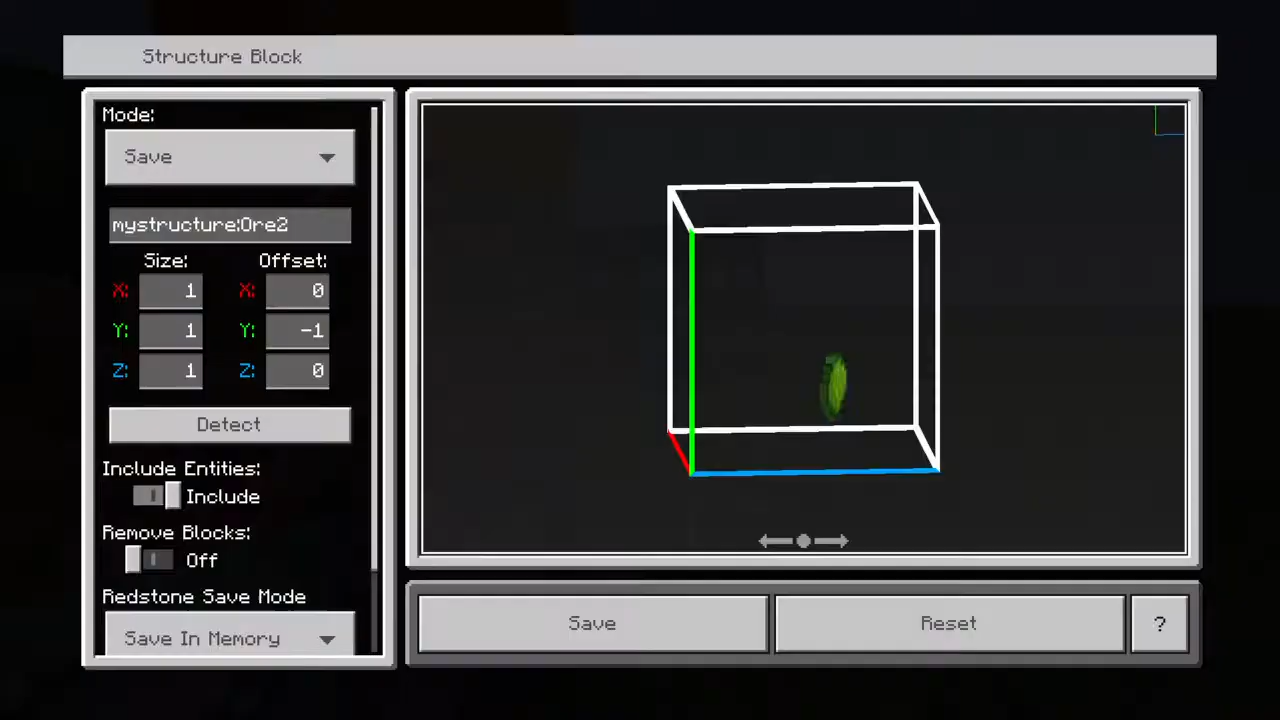 Structure Block
Mode:
Save
mystructure:Ore2
Size: Offset:
X: 1 X: 0
Y: 1 Y: -1
Z: 1 Z: 0
Detect
Include Entities:
Include
Remove Blocks:
Off
Redstone Save Mode
Save In Memory
Save Reset ?